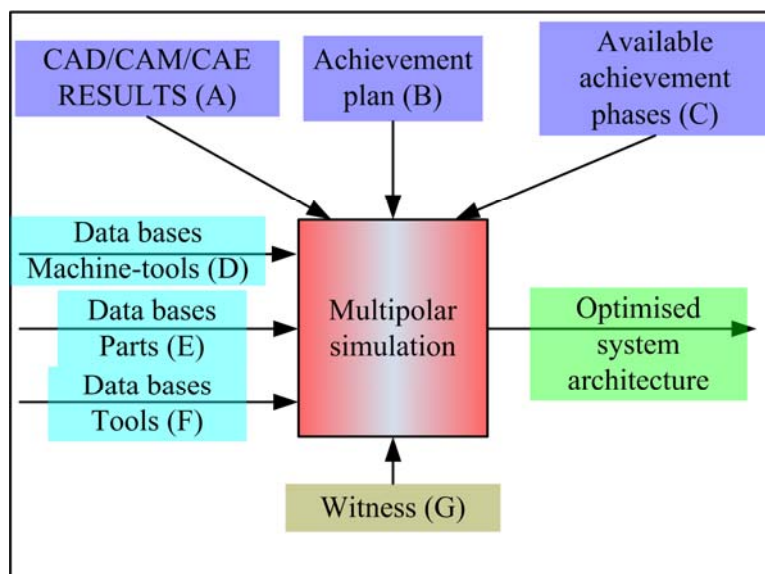 CAD/CAM/CAE
RESULTS (A)
Achievement
plan (B)
Available
achievement
phases (C)
Data bases
Machine-tools (D)
Data bases
Parts (E)
Data bases
Tools (F)
Multipolar
simulation
Optimised
system
architecture
Witness (G)